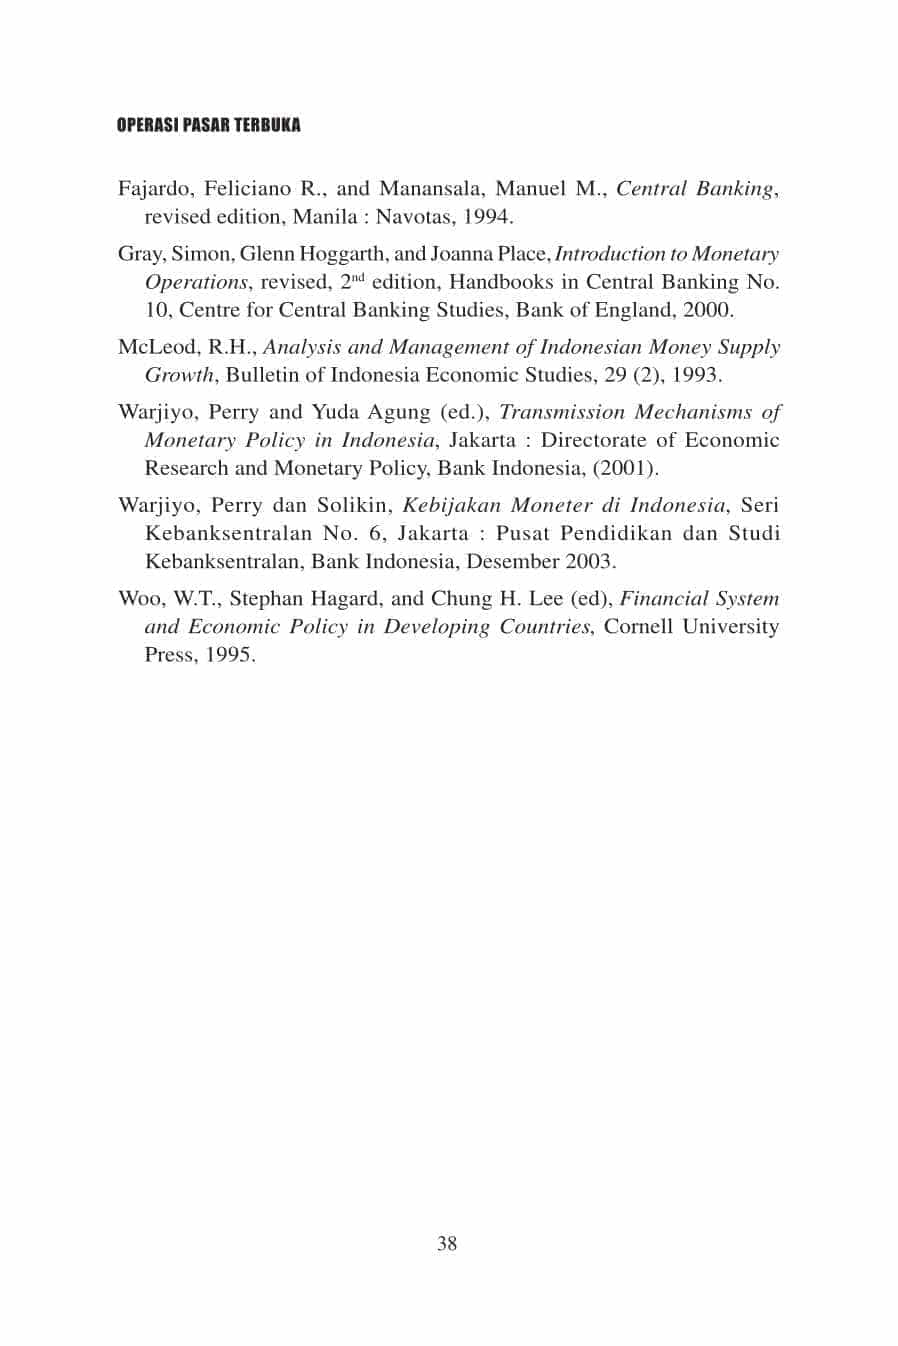 OPERASI PASAR TERBUKA
Fajardo, Feliciano R., and Manansala, Manuel M., Central Banking,
revised edition, Manila : Navotas, 1994.
Gray, Simon, Glenn Hoggarth, and Joanna Place, Introduction to Monetary
Operations, revised, 2nd edition, Handbooks in Central Banking No.
10, Centre for Central Banking Studies, Bank of England, 2000.
McLeod, R.H., Analysis and Management of Indonesian Money Supply
Growth, Bulletin of Indonesia Economic Studies, 29 (2), 1993.
Warjiyo, Perry and Yuda Agung (ed.), Transmission Mechanisms of
Monetary Policy in Indonesia, Jakarta : Directorate of Economic
Research and Monetary Policy, Bank Indonesia, (2001).
Warjiyo, Perry dan Solikin, Kebijakan Moneter di Indonesia, Seri
Kebanksentralan No. 6, Jakarta : Pusat Pendidikan dan Studi
Kebanksentralan, Bank Indonesia, Desember 2003.
Woo, W.T., Stephan Hagard, and Chung H. Lee (ed), Financial System
and Economic Policy in Developing Countries, Cornell University
Press, 1995.
38